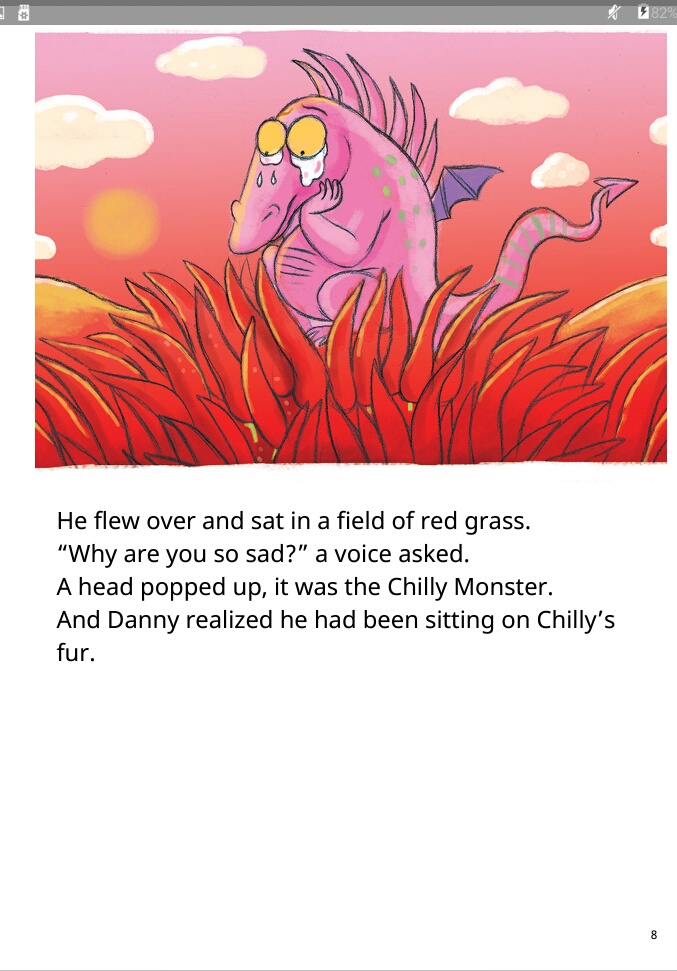 82%
He flew over and sat in a field of red grass.
“Why are you so sad?” a voice asked.
A head popped up, it was the Chilly Monster.
And Danny realized he had been sitting on Chilly’s
fur.
8